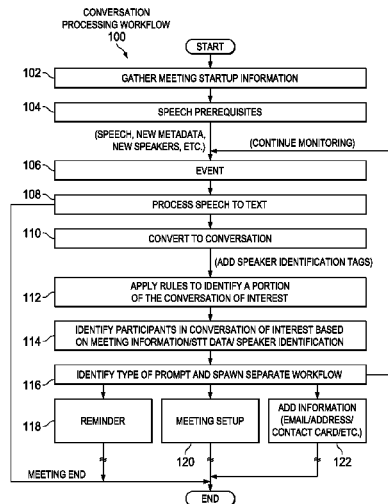 CONVERSATION
PROCESSING WORKFLOW
100
START
102
GATHER MEETING STARTUP INFORMATION
104
SPEECH PREREQUISITES
(SPEECH, NEW METADATA,
NEW SPEAKERS, ETC.)
(CONTINUE MONITORING)
106
EVENT
108
PROCESS SPEECH TO TEXT
110
CONVERT TO CONVERSATION
(ADD SPEAKER IDENTIFICATION TAGS)
112
APPLY RULES TO IDENTIFY A PORTION
OF THE CONVERSATION OF INTEREST
114
IDENTIFY PARTICIPANTS IN CONVERSATION OF INTEREST BASED
ON MEETING INFORMATION/STT DATA/ SPEAKER IDENTIFICATION
116
IDENTIFY TYPE OF PROMPT AND SPAWN SEPARATE WORKFLOW
118
REMINDER
MEETING SETUP
120
ADD INFORMATION
(EMAIL/ADDRESS/
CONTACT CARD/ETC.)
122
MEETING END
END